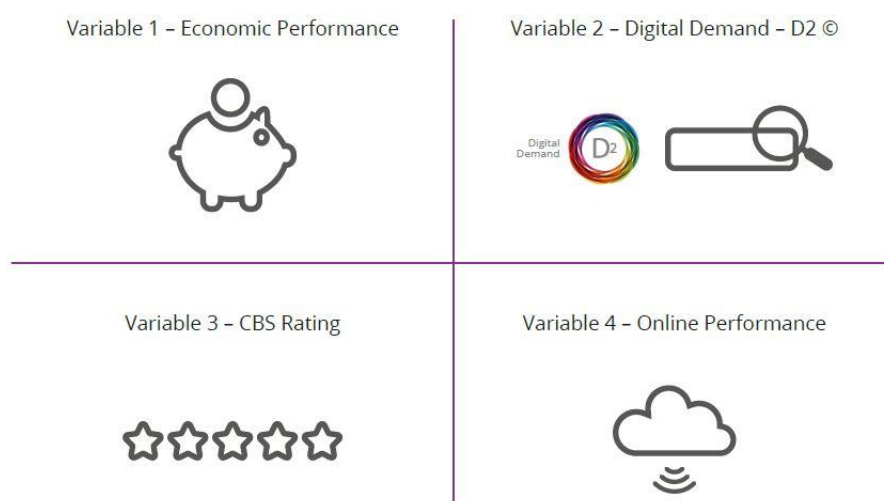 Variable 1 – Economic Performance
Variable 2 – Digital Demand – D2 ©
Digital
Demand
D2
Variable 3 – CBS Rating
Variable 4 – Online Performance